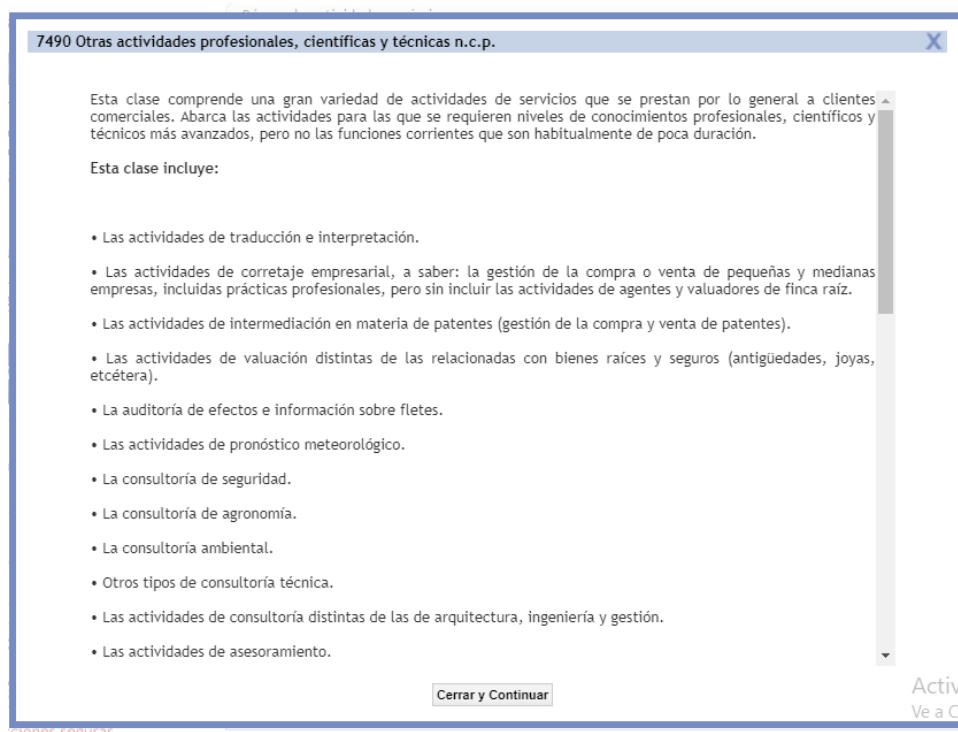 7490 Otras actividades profesionales, científicas y técnicas n.c.p.
X
Esta clase comprende una gran variedad de actividades de servicios que se prestan por lo general a clientes
comerciales. Abarca las actividades para las que se requieren niveles de conocimientos profesionales, científicos y
técnicos más avanzados, pero no las funciones corrientes que son habitualmente de poca duración.
Esta clase incluye:
• Las actividades de traducción e interpretación.
• Las actividades de corretaje empresarial, a saber: la gestión de la compra o venta de pequeñas y medianas
empresas, incluidas prácticas profesionales, pero sin incluir las actividades de agentes y valuadores de finca raíz.
• Las actividades de intermediación en materia de patentes (gestión de la compra y venta de patentes).
• Las actividades de valuación distintas de las relacionadas con bienes raíces y seguros (antigüedades, joyas,
etcétera).
• La auditoría de efectos e información sobre fletes.
• Las actividades de pronóstico meteorológico.
• La consultoría de seguridad.
• La consultoría de agronomía.
• La consultoría ambiental.
• Otros tipos de consultoría técnica.
• Las actividades de consultoría distintas de las de arquitectura, ingeniería y gestión.
• Las actividades de asesoramiento.
Cerrar y Continuar
Activ
Ve a C